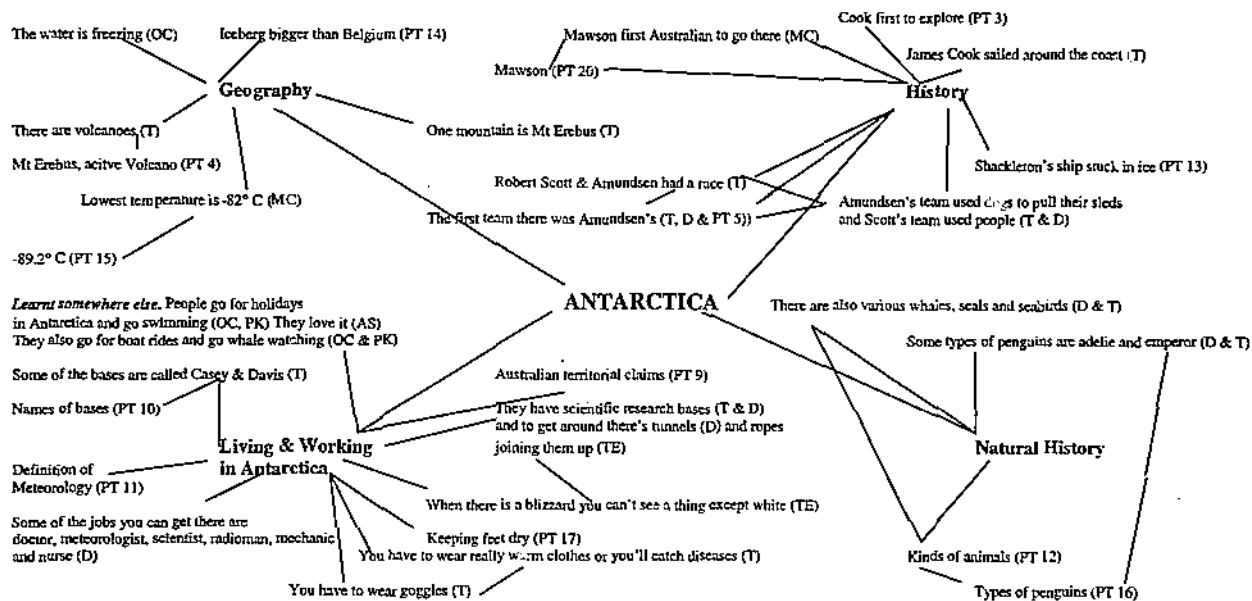 Cook first to explore (PT 3)
The water is freezing (OC)
Iceberg bigger than Belgium (PT 14)
Mawson first Australian to go there (MC)
James Cook sailed around the coast (T)
Mawson (PT 20)
Geography
History
There are volcanoes (T)
One mountain is Mt Erebus (T)
Mt Erebus, acitve Volcano (PT 4)
Shackleton's ship stuck in ice (PT 13)
Robert Scott & Amundsen had a race (T)
Lowest temperature is -82° C (MC)
Amundsen's team used dogs to pull their sleds
The first team there was Amundsen's (T, D & PT 5))
and Scott's team used people (T & D)
-89.2° C (PT 15)
ANTARCTICA
Learnt somewhere else. People go for holidays
in Antarctica and go swimming (OC, PK) They love it (AS)
They also go for boat rides and go whale watching (OC & PK)
There are also various whales, seals and seabirds (D & T)
Some types of penguins are adelie and emperor (D & T)
Some of the bases are called Casey & Davis (T)
Australian territorial claims (PT 9)
Names of bases (PT 10)
They have scientific research bases (T & D)
and to get around there's tunnels (D) and ropes
joining them up (TE)
Living & Working
in Antarctica
Natural History
Definition of
Meteorology (PT 11)
When there is a blizzard you can't see a thing except white (TE)
Some of the jobs you can get there are
doctor, meteorologist, scientist, radioman, mechanic
and nurse (D)
Keeping feet dry (PT 17)
You have to wear really warm clothes or you'll catch diseases (T)
Kinds of animals (PT 12)
You have to wear goggles (T)
Types of penguins (PT 16)